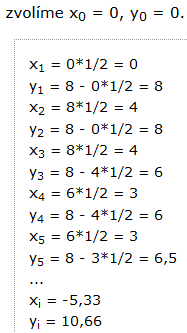 zvolíme x0 = 0, y0 = 0.
x1 = 0*1/2 = 0
y1 = 8 - 0*1/2 = 8
x2 = 8*1/2 = 4
y2 = 8 - 0*1/2 = 8
x3 = 8*1/2 = 4
y3 = 8 - 4*1/2 = 6
x4 = 6*1/2 = 3
y4 = 8 - 4*1/2 = 6
x5 = 6*1/2 = 3
y5 = 8 - 3*1/2 = 6,5
...
xi = -5,33
yi = 10,66